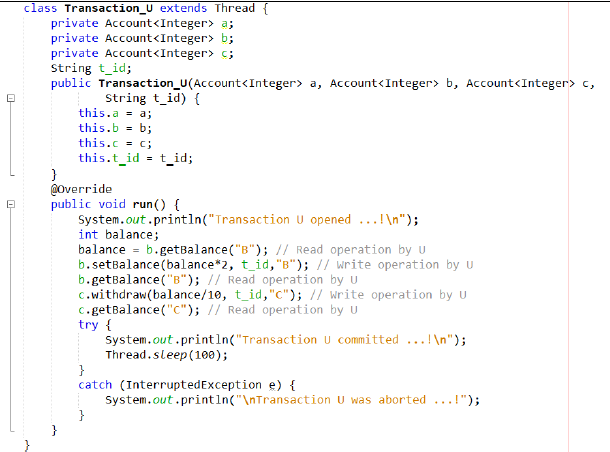 class Transaction_U extends Thread {
private Account<Integer> a;
private Account<Integer> b;
private Account<Integer> c;
String t_id;
public Transaction_U(Account<Integer> a, Account<Integer> b, Account<Integer> c,
String t_id) {
this.a = a;
this.b = b;
this.c = c;
this.t_id = t_id;
}
@Override
public void run() {
System.out.println("Transaction U opened ...!\n");
int balance;
balance = b.getBalance("B"); // Read operation by U
b.setBalance(balance*2, t_id,"B"); // Write operation by U
b.getBalance("B"); // Read operation by U
c.withdraw(balance/10, t_id,"C"); // Write operation by U
c.getBalance("C"); // Read operation by U
try {
System.out.println("Transaction U committed ...!\n");
Thread.sleep(100);
}
catch (InterruptedException e) {
System.out.println("\nTransaction U was aborted ...!");
}
}
}